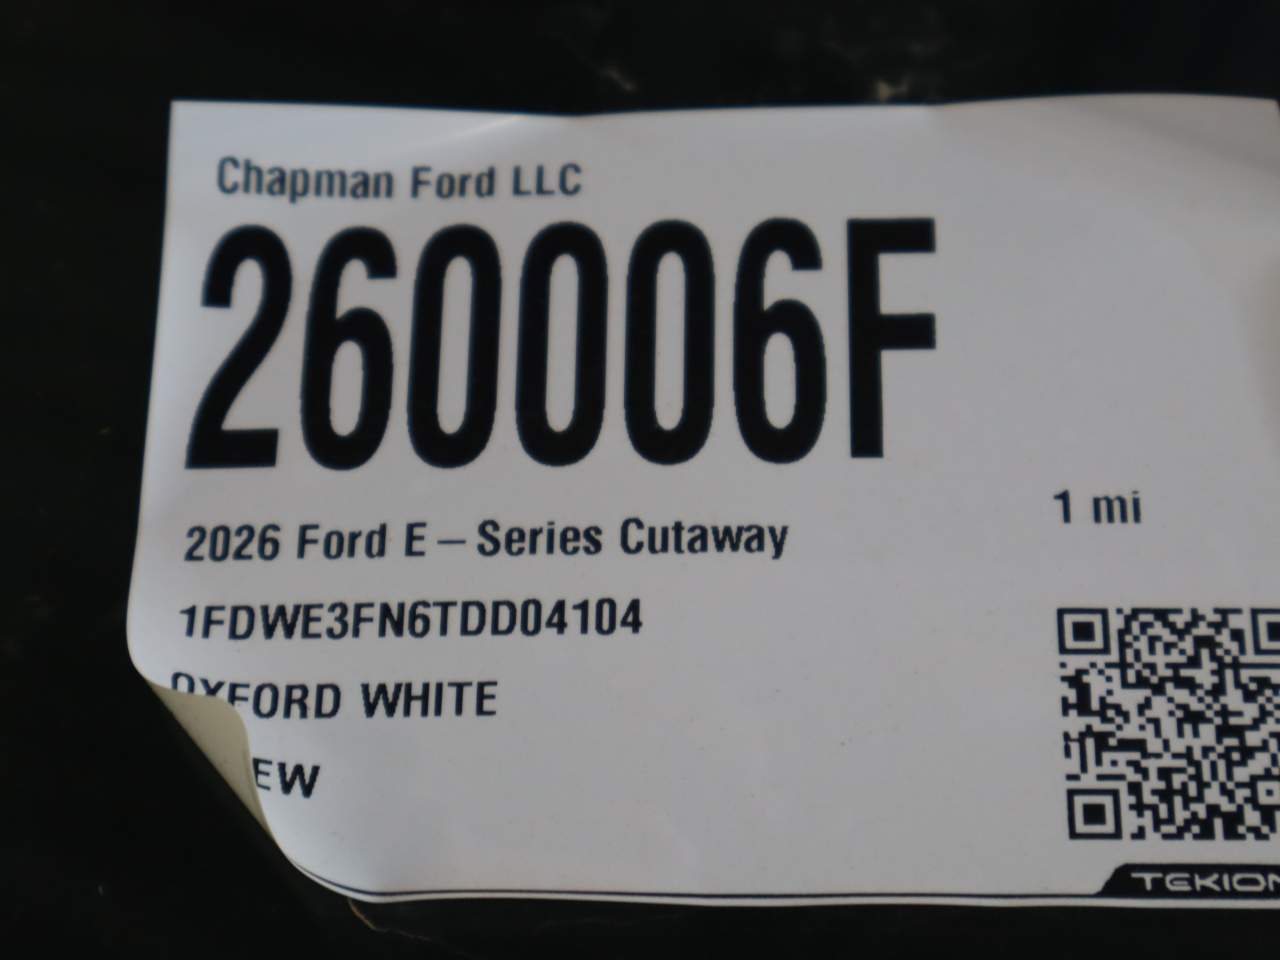 Chapman Ford LLC
260006F
2026 Ford E – Series Cutaway
1 mi
1FDWE3FN6TDD04104
OXFORD WHITE
EW
TEKION